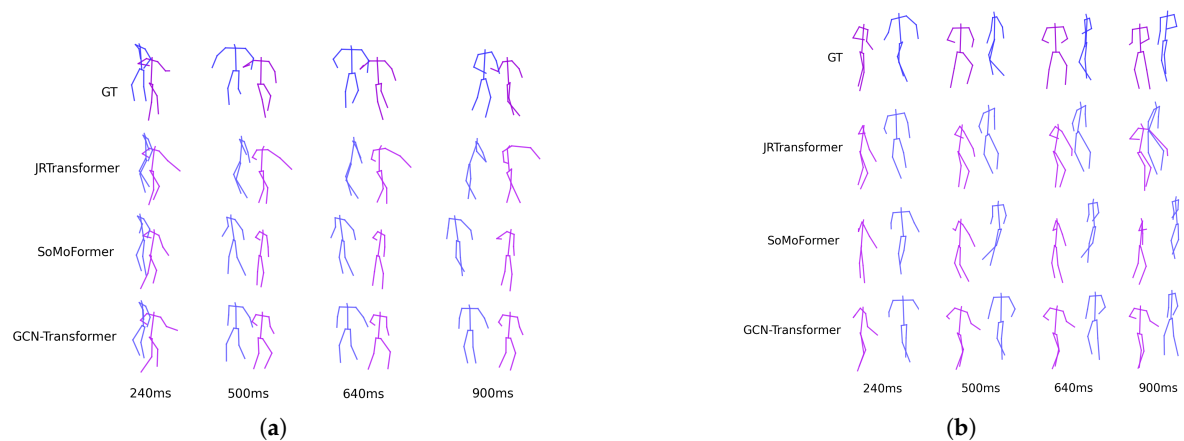 GT
JRTransformer
SoMoFormer
GCN-Transformer
240ms 500ms 640ms 900ms
(a)
GT
JRTransformer
SoMoFormer
GCN-Transformer
240ms 500ms 640ms 900ms
(b)